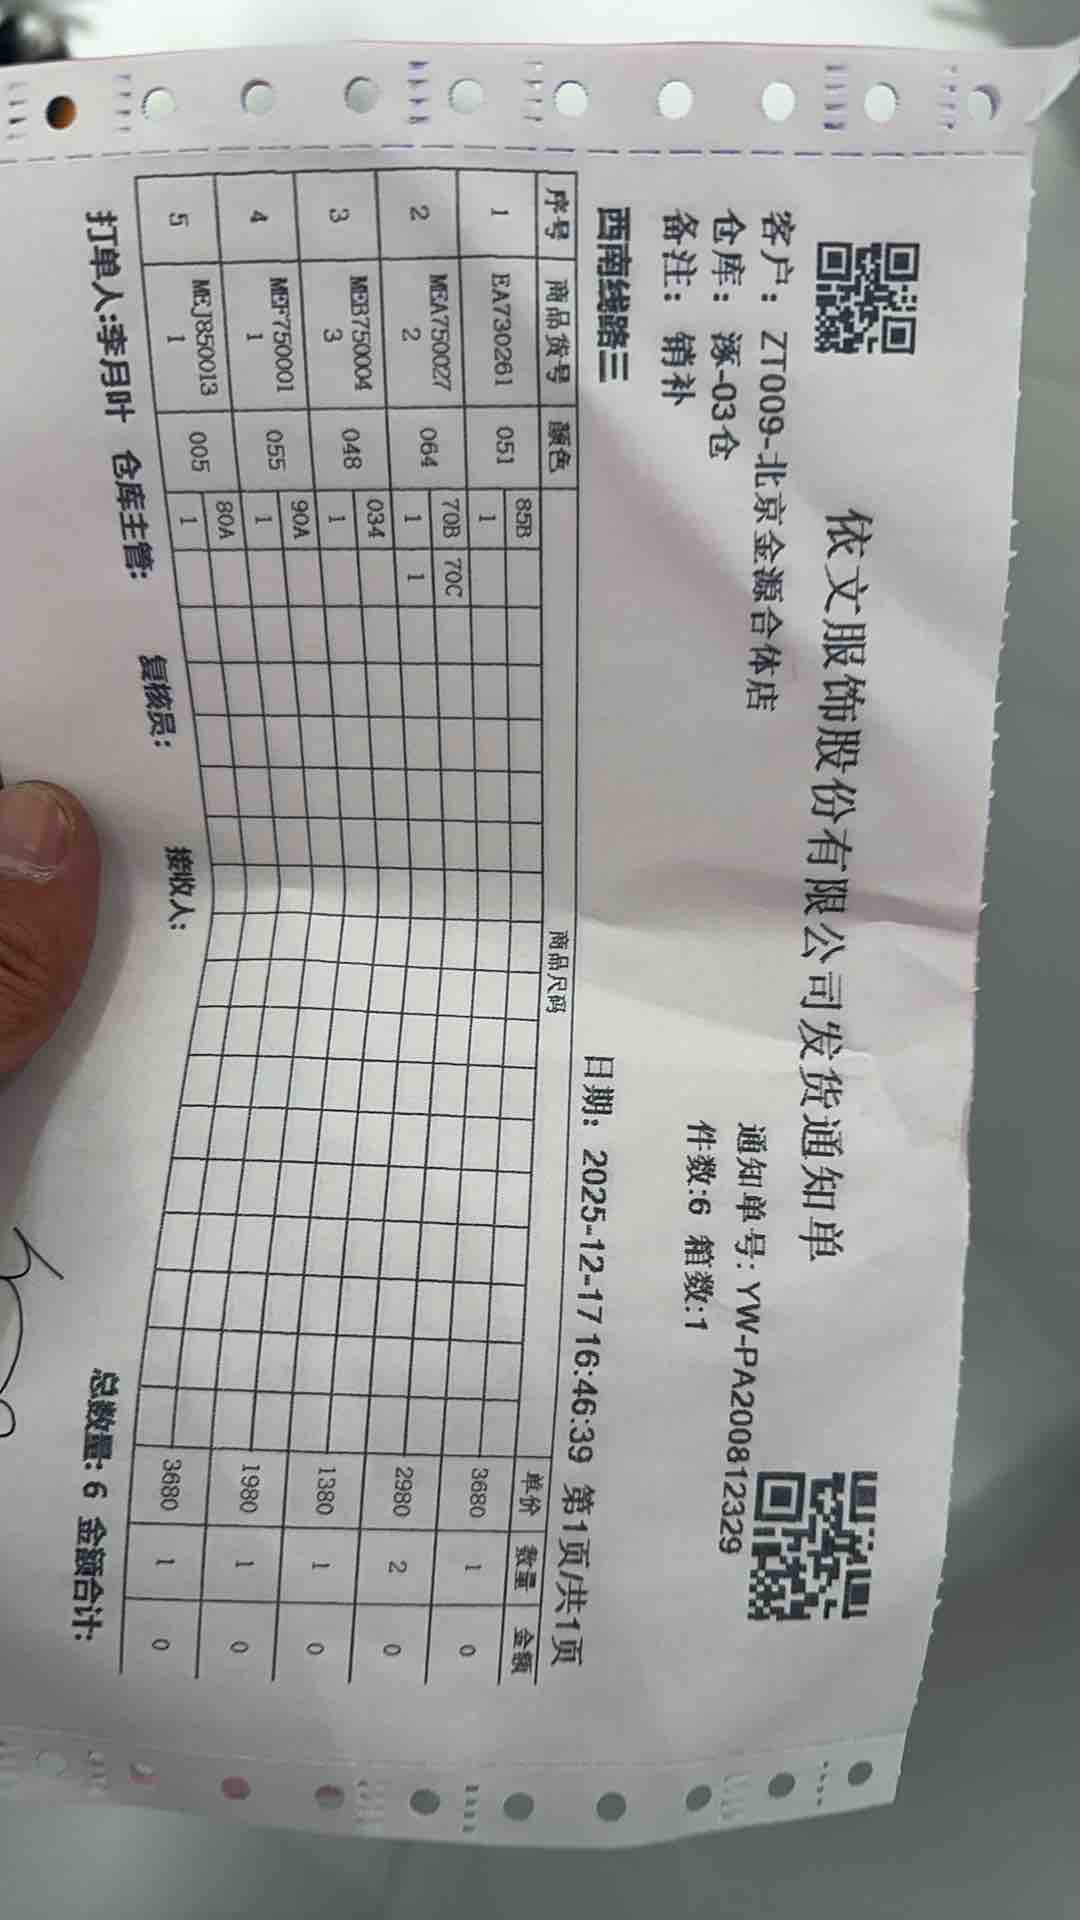 依文服饰股份有限公司发货通知单
客户： ZT009-北京金源合体店 通知单号: YW-PA200812329
仓库： 涿-03仓 件数:6 箱数:1
备注： 销补
西南线路三 日期: 2025-12-17 16:46:39 第1页/共1页
序号 商品货号 颜色 商品尺码 单价 数量 金额
1 EA730261 051 85B 3680 1 0
1
2 MEA750027 064 70B 70C 2980 2 0
2 1 1
3 MEB750004 048 034 1380 1 0
3 1
4 MEF750001 055 90A 1980 1 0
1 1
5 MEJ850013 005 80A 3680 1 0
1 1
打单人:李月叶 仓库主管: 复核员: 接收人: 总数量: 6 金额合计: